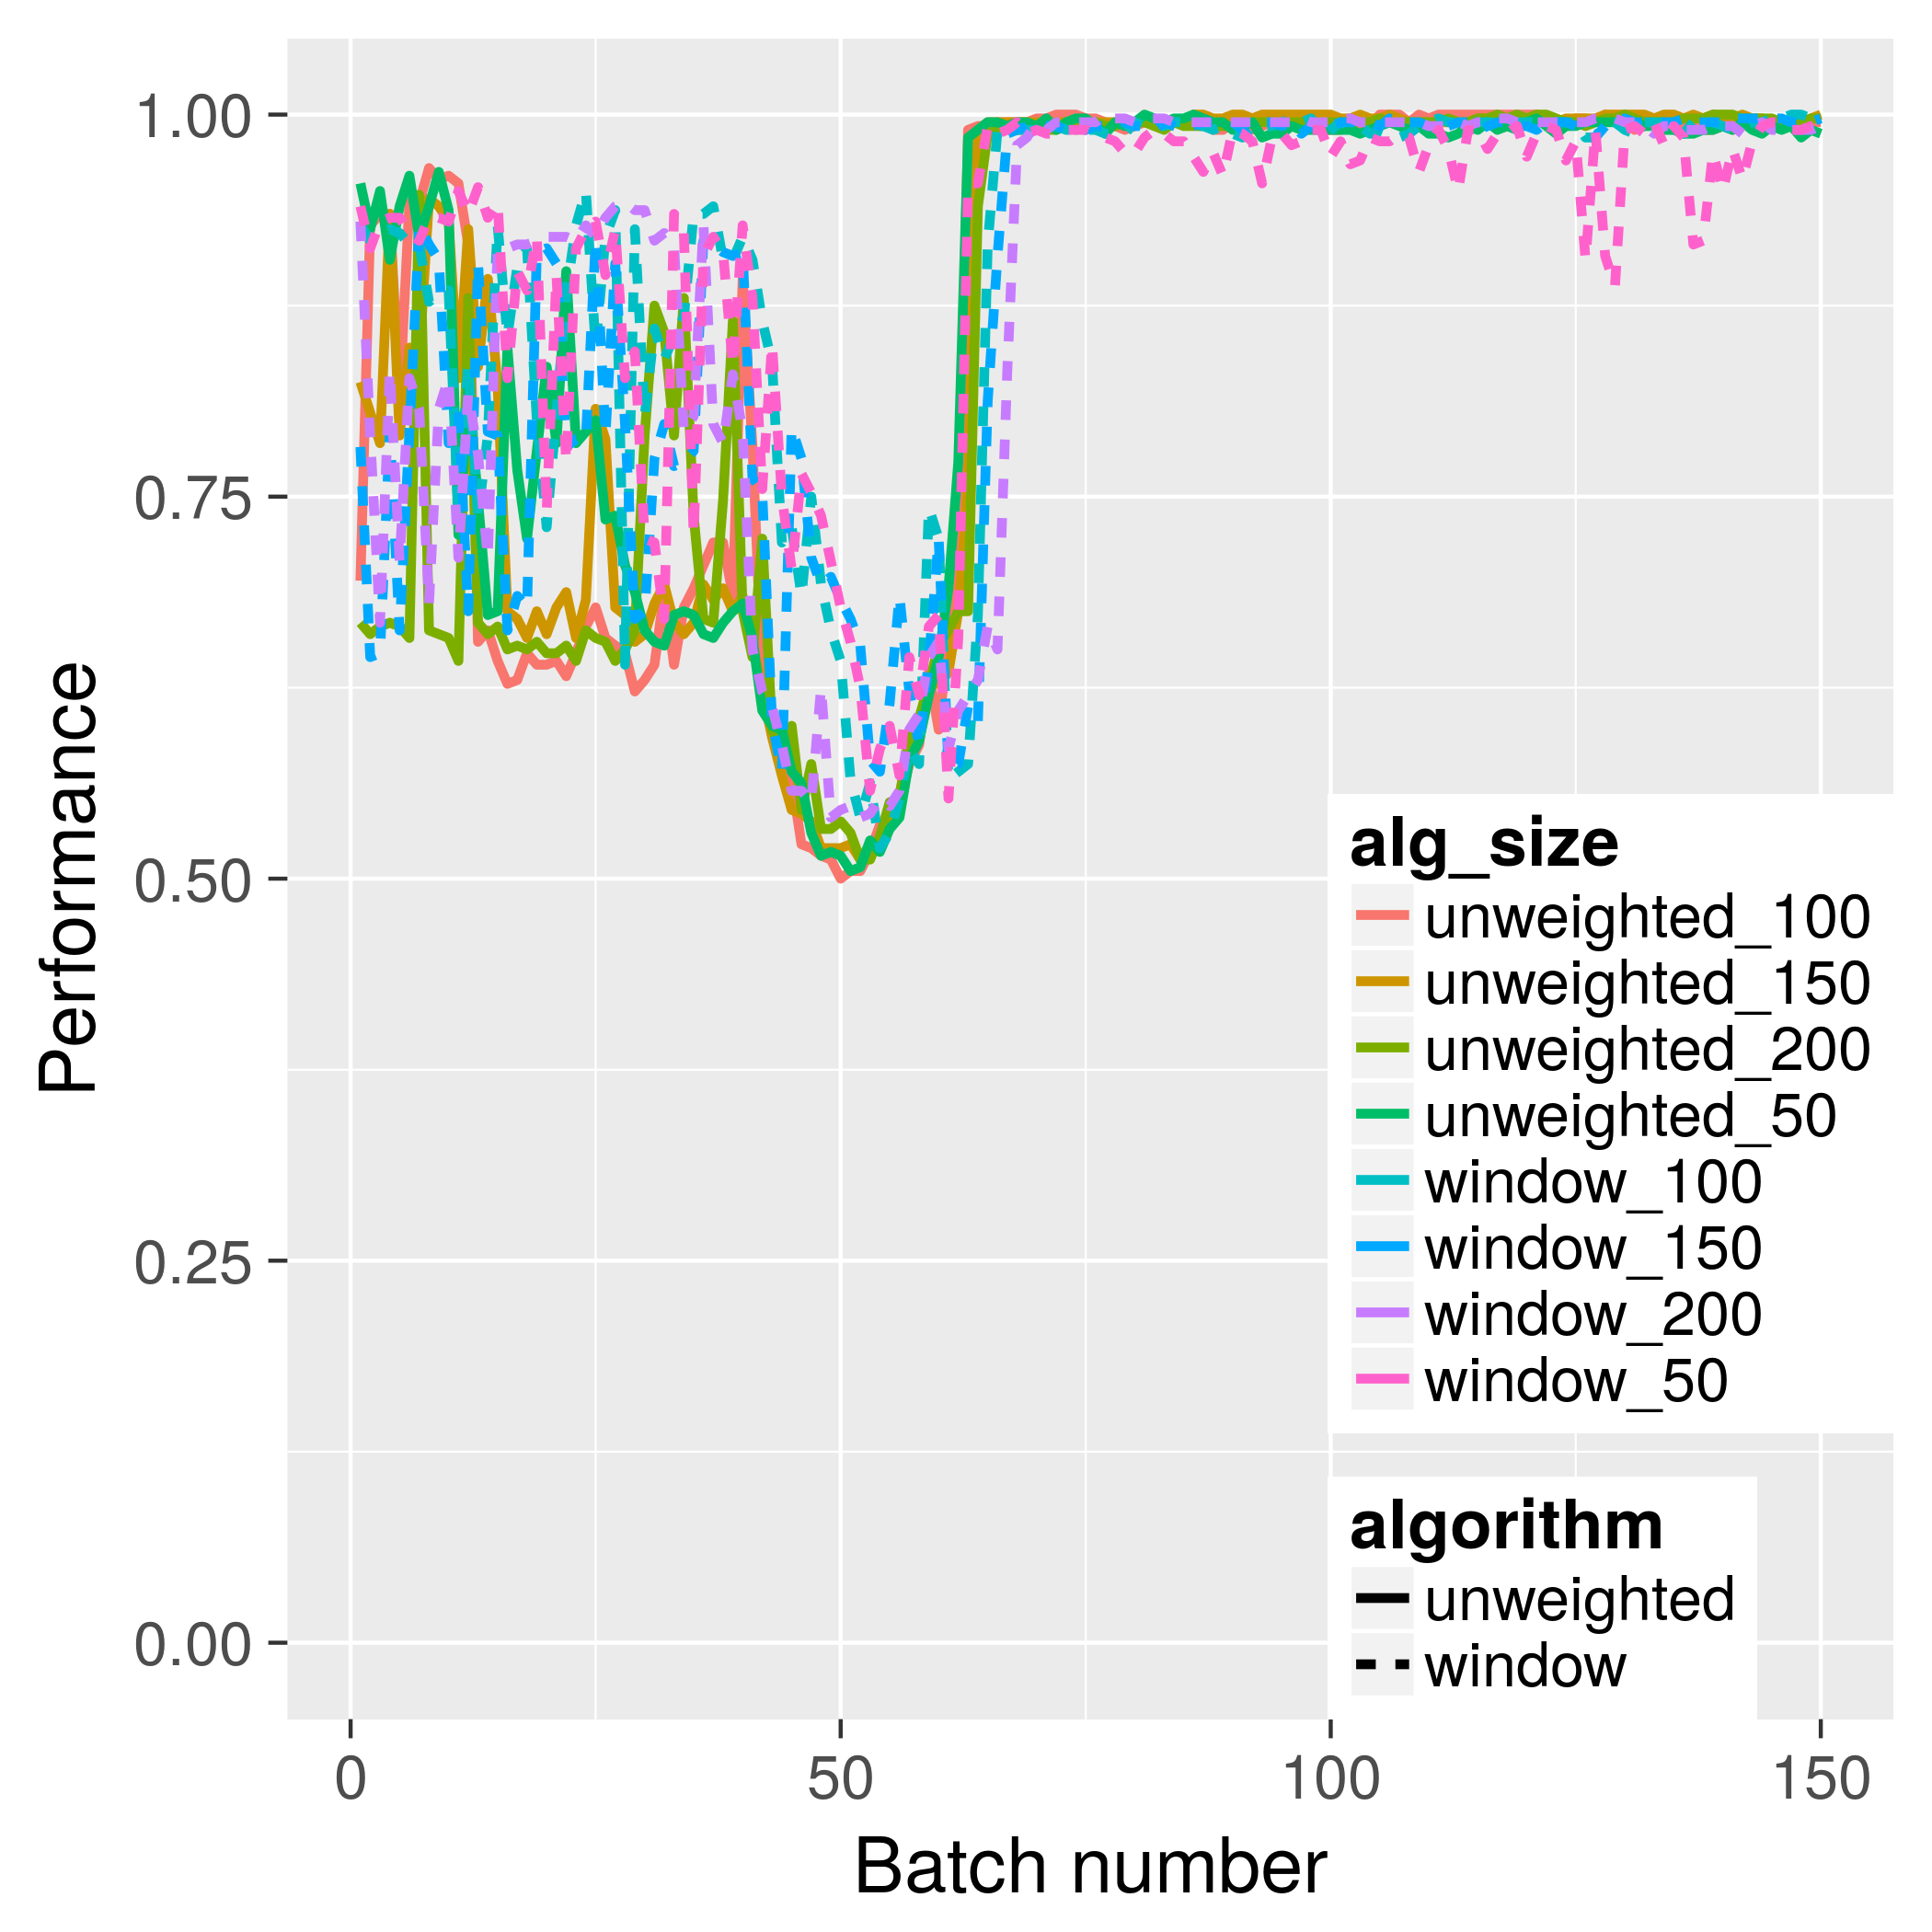 1.00
0.75
0.50
0.25
0.00
Performance
0
50
100
150
Batch number
alg_size
unweighted_100
unweighted_150
unweighted_200
unweighted_50
window_100
window_150
window_200
window_50
algorithm
unweighted
window